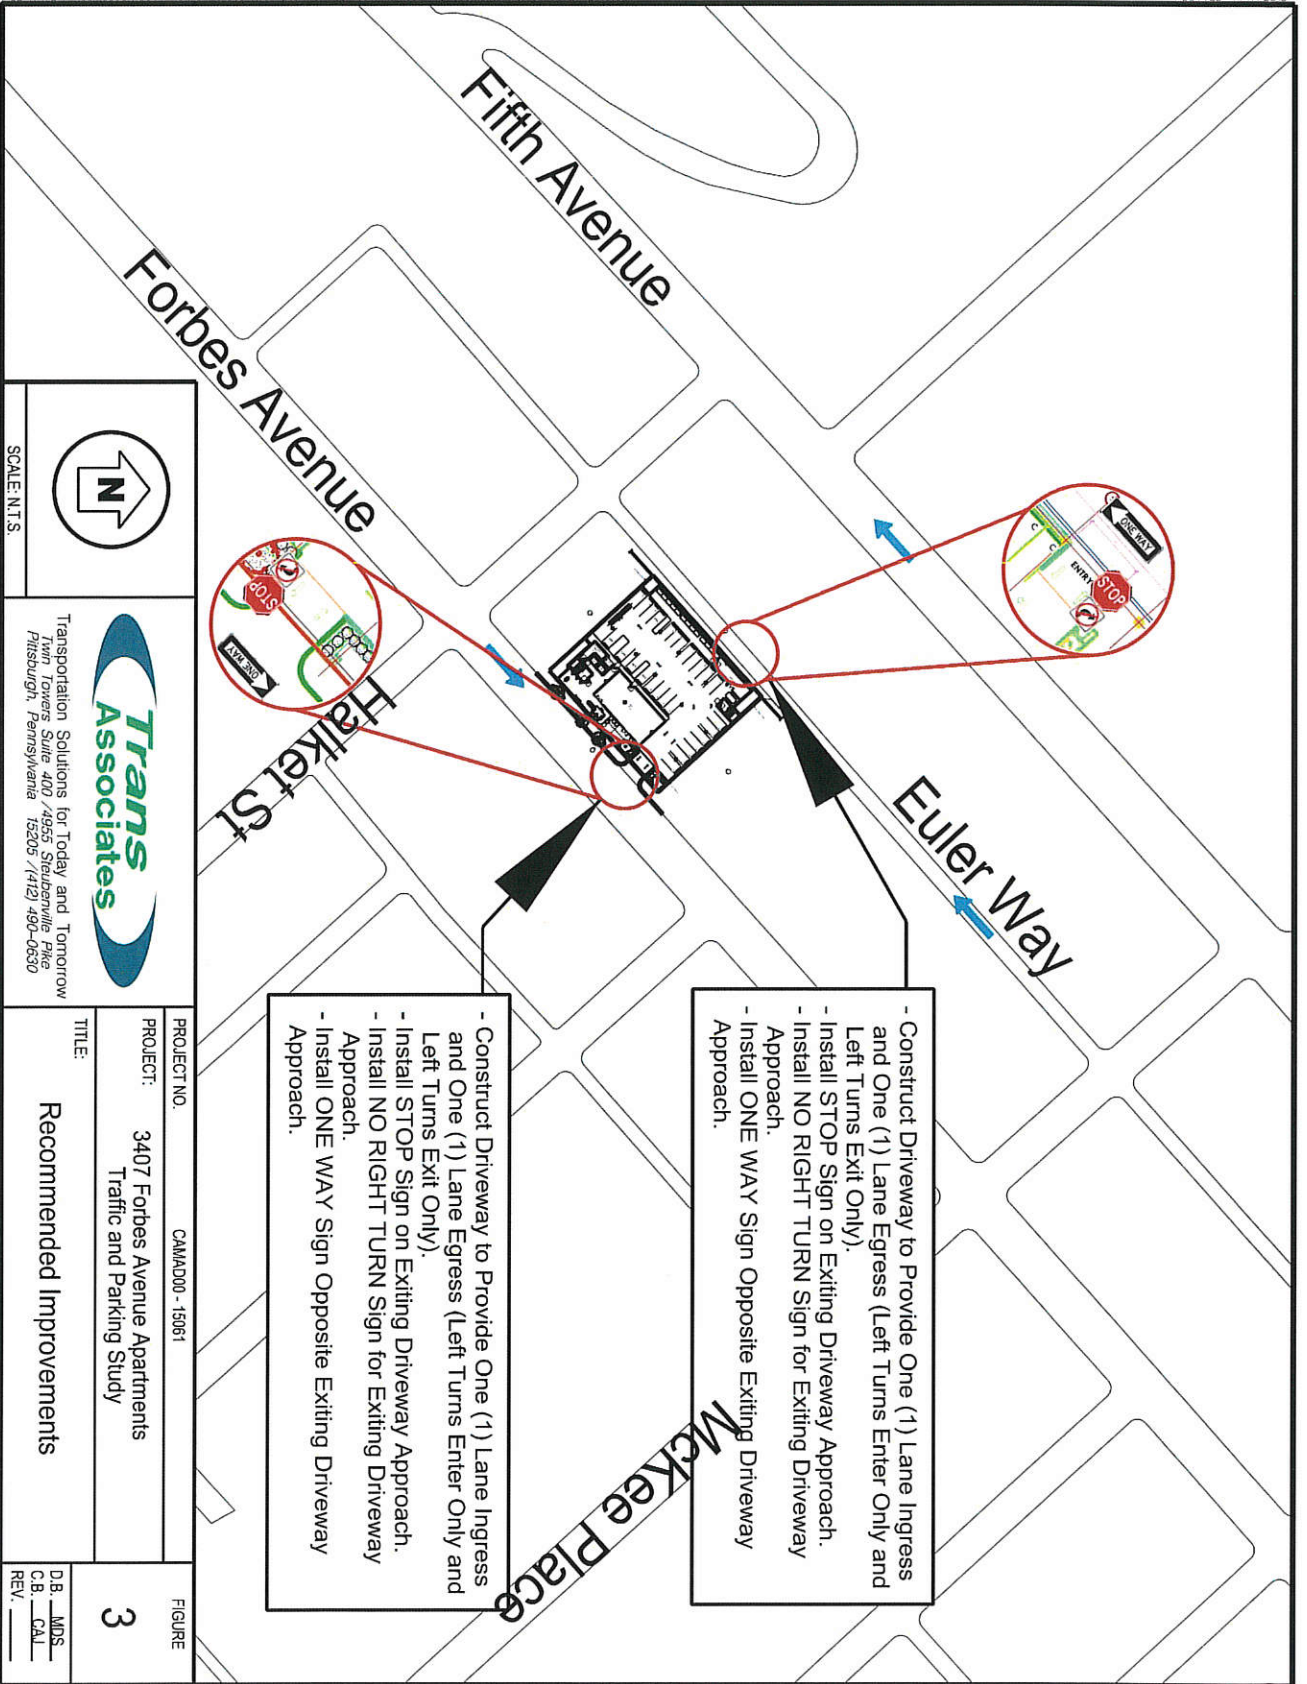 Fifth Avenue
Forbes Avenue
Halket St
Euler Way
McKee Place
ONE WAY
STOP
ENTRY
C
C
STOP
ONE WAY
- Construct Driveway to Provide One (1) Lane Ingress
and One (1) Lane Egress (Left Turns Enter Only and
Left Turns Exit Only).
- Install STOP Sign on Exiting Driveway Approach.
- Install NO RIGHT TURN Sign for Exiting Driveway
Approach.
- Install ONE WAY Sign Opposite Exiting Driveway
Approach.
- Construct Driveway to Provide One (1) Lane Ingress
and One (1) Lane Egress (Left Turns Enter Only and
Left Turns Exit Only).
- Install STOP Sign on Exiting Driveway Approach.
- Install NO RIGHT TURN Sign for Exiting Driveway
Approach.
- Install ONE WAY Sign Opposite Exiting Driveway
Approach.
N
SCALE: N.T.S.
Trans
ASSOCIATES
Transportation Solutions for Today and Tomorrow
Twin Towers Suite 400 /4955 Steubenville Pike
Pittsburgh, Pennsylvania 15205 /(412) 490-0630
PROJECT NO. CAMAD00 - 15061
PROJECT: 3407 Forbes Avenue Apartments
Traffic and Parking Study
TITLE:
Recommended Improvements
FIGURE
3
D.B. MDS
C.B. CAJ
REV.